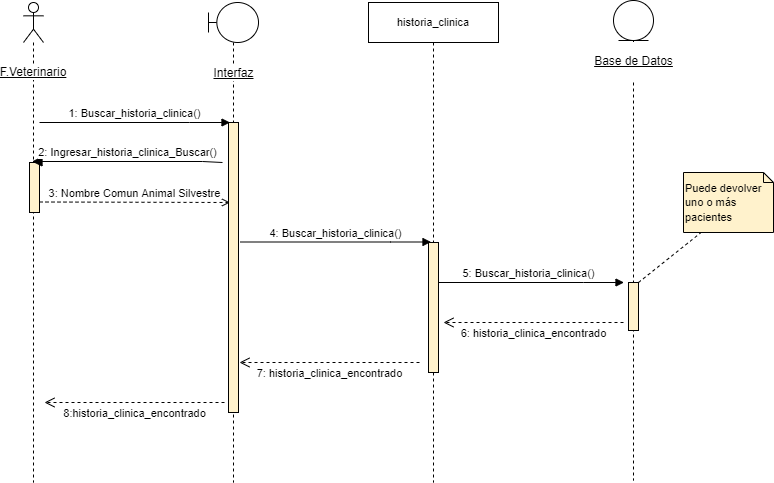 historia_clinica
F.Veterinario
Interfaz
Base de Datos
1: Buscar_historia_clinica()
2: Ingresar_historia_clinica_Buscar()
3: Nombre Comun Animal Silvestre
Puede devolver
uno o más
pacientes
4: Buscar_historia_clinica()
5: Buscar_historia_clinica()
6: historia_clinica_encontrado
7: historia_clinica_encontrado
8:historia_clinica_encontrado